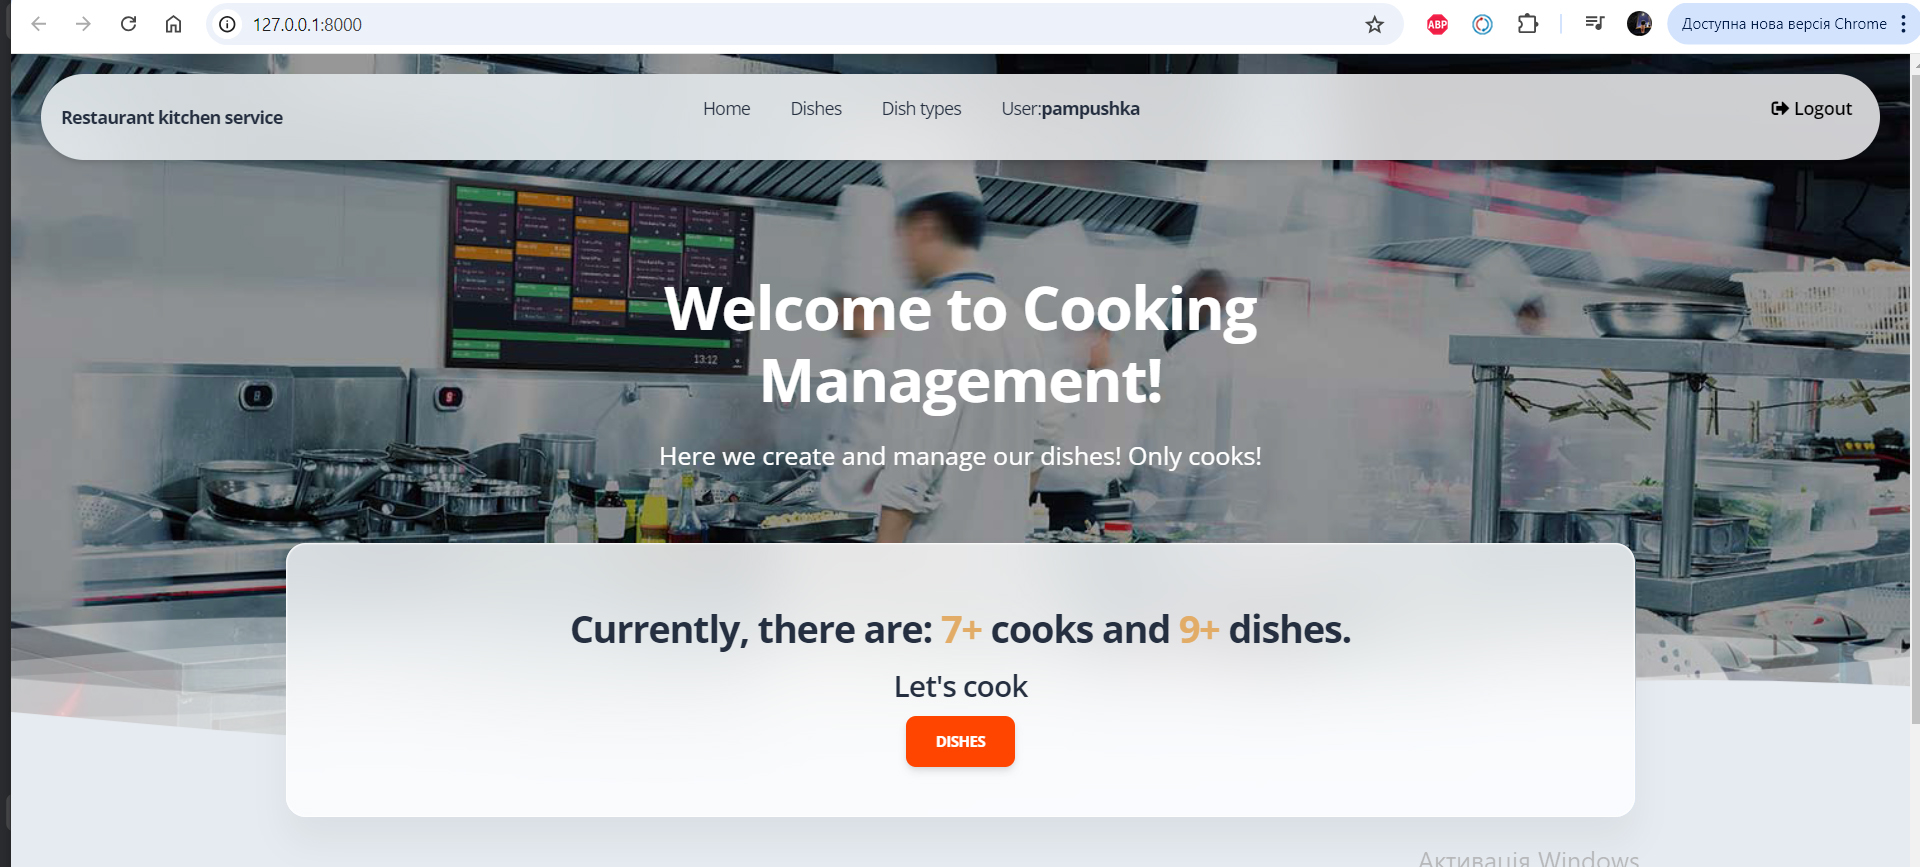 127.0.0.1:8000
ABP
Доступна нова версія Chrome
Restaurant kitchen service
Home
Dishes
Dish types
User:pampushka
Logout
13:12
Welcome to Cooking
Management!
Here we create and manage our dishes! Only cooks!
Currently, there are: 7+ cooks and 9+ dishes.
Let's cook
DISHES
Активація Windows